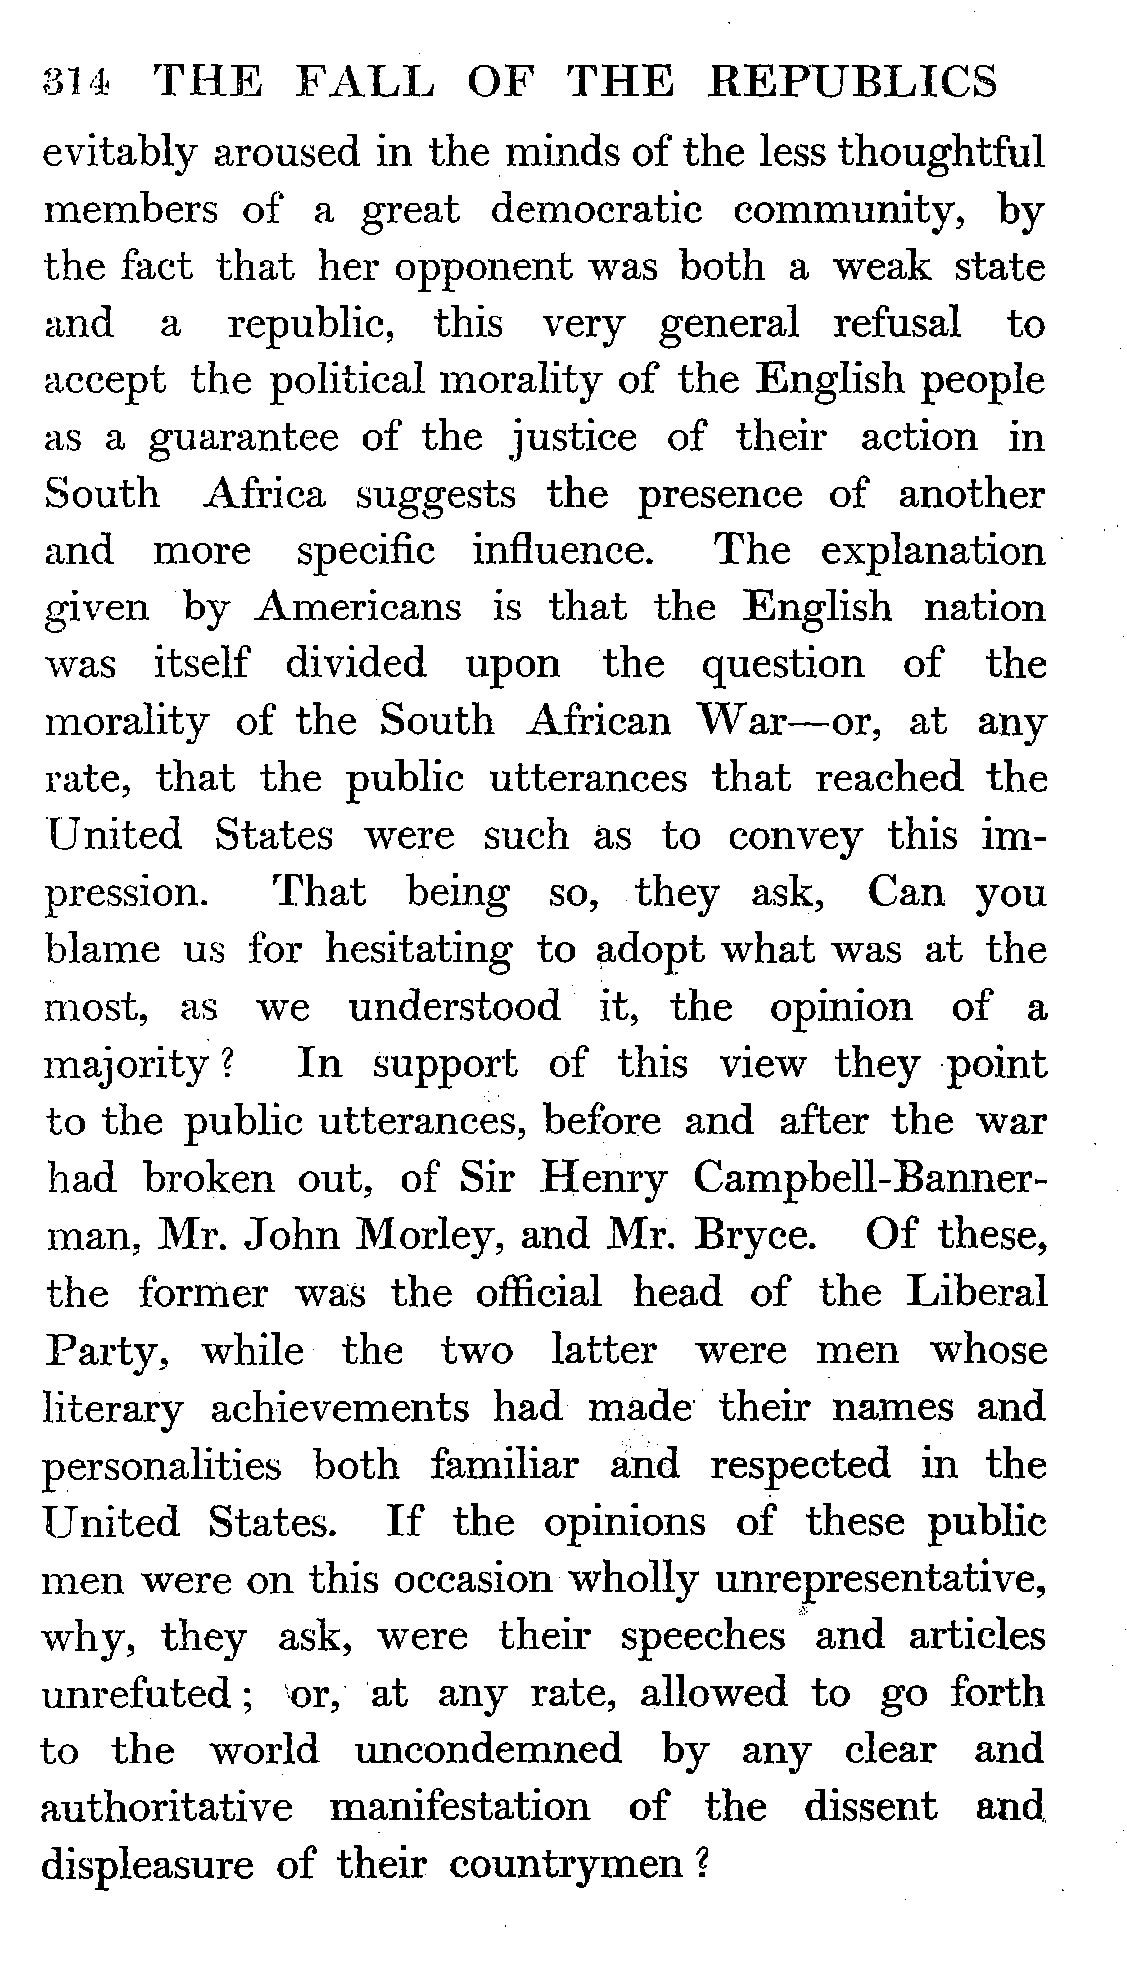 314 THE FALL OF THE REPUBLICS
evitably aroused in the minds of the less thoughtful
members of a great democratic community, by
the fact that her opponent was both a weak state
and a republic, this very general refusal to
accept the political morality of the English people
as a guarantee of the justice of their action in
South Africa suggests the presence of another
and more specific influence. The explanation
given by Americans is that the English nation
was itself divided upon the question of the
morality of the South African War—or, at any
rate, that the public utterances that reached the
United States were such as to convey this im-
pression. That being so, they ask, Can you
blame us for hesitating to adopt what was at the
most, as we understood it, the opinion of a
majority? In support of this view they point
to the public utterances, before and after the war
had broken out, of Sir Henry Campbell-Banner-
man, Mr. John Morley, and Mr. Bryce. Of these,
the former was the official head of the Liberal
Party, while the two latter were men whose
literary achievements had made their names and
personalities both familiar and respected in the
United States. If the opinions of these public
men were on this occasion wholly unrepresentative,
why, they ask, were their speeches and articles
unrefuted; or, at any rate, allowed to go forth
to the world uncondemned by any clear and
authoritative manifestation of the dissent and
displeasure of their countrymen?